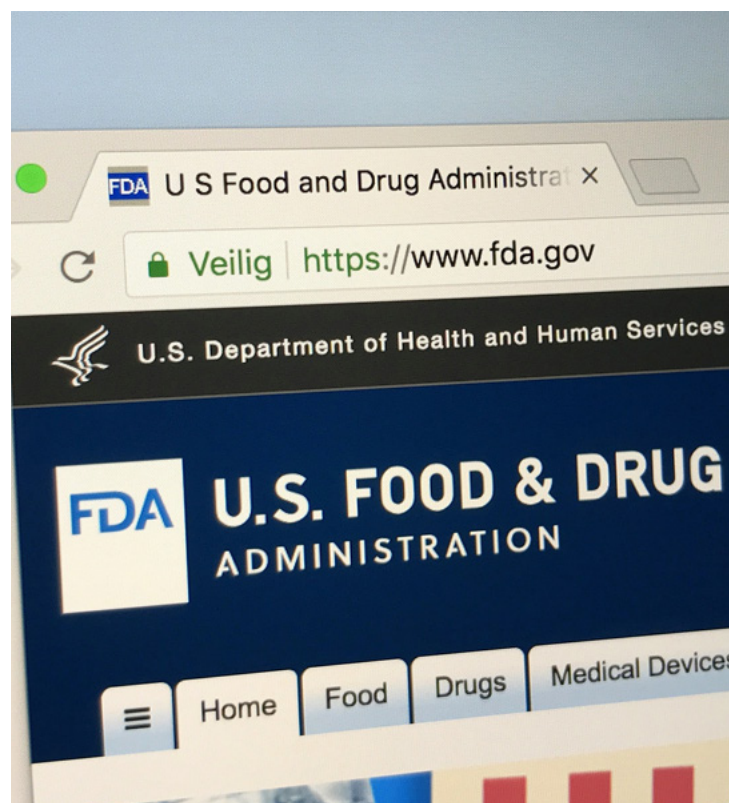 FDA U S Food and Drug Administrat
Veilig https://www.fda.gov
U.S. Department of Health and Human Services
FDA U.S. FOOD & DRUG
ADMINISTRATION
Home Food Drugs Medical Devices